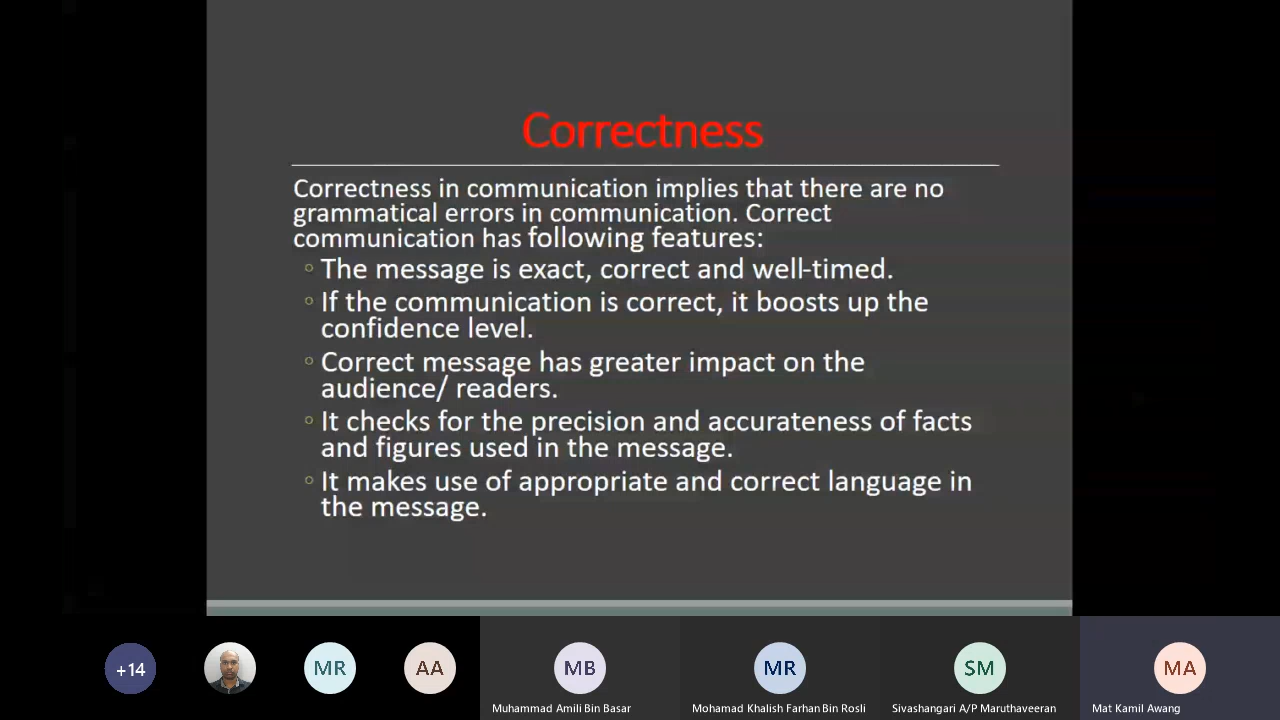 Correctness
Correctness in communication implies that there are no
grammatical errors in communication. Correct
communication has following features:
The message is exact, correct and well-timed.
If the communication is correct, it boosts up the
confidence level.
Correct message has greater impact on the
audience/ readers.
It checks for the precision and accurateness of facts
and figures used in the message.
It makes use of appropriate and correct language in
the message.
+14
MR
AA
MB
MR
SM
MA
Muhammad Amili Bin Basar
Mohamad Khalish Farhan Bin Rosli
Sivashangari A/P Maruthaveeran
Mat Kamil Awang